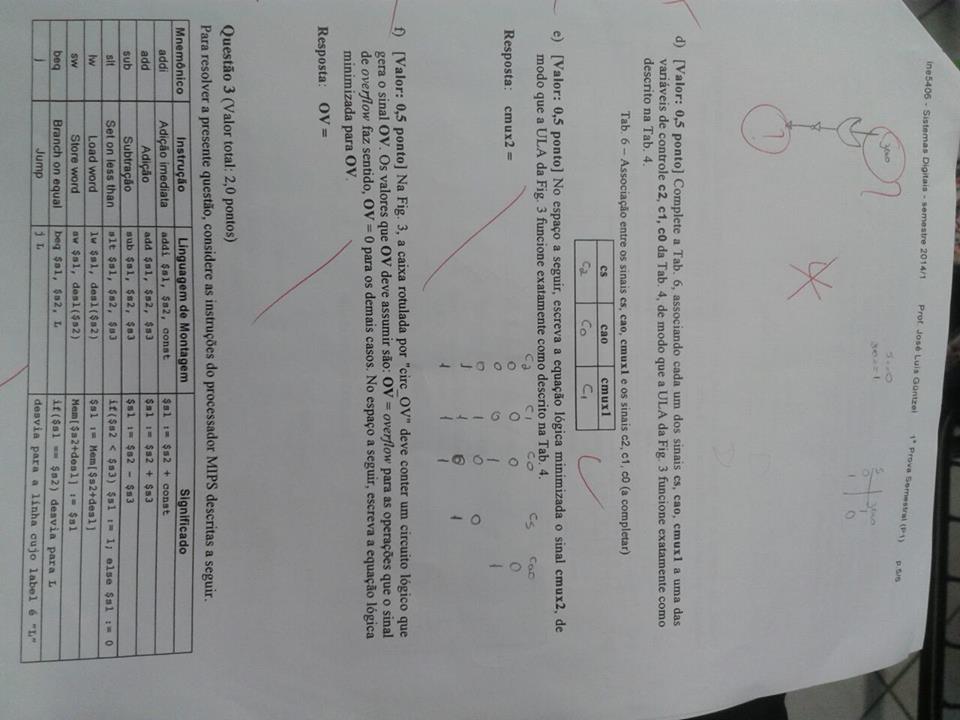 ine5406 - Sistemas Digitais - semestre 2014/1 Prof. José Luís Güntzel 1ª Prova Semestral (P1) p.5/6
zero ?
S==0
S zero
0 1
1 0
?
d) [Valor: 0,5 ponto] Complete a Tab. 6, associando cada um dos sinais cs, cao, cmux1 a uma das
variáveis de controle c2, c1, c0 da Tab. 4, de modo que a ULA da Fig. 3 funcione exatamente como
descrito na Tab. 4.
Tab. 6 – Associação entre os sinais cs, cao, cmux1 e os sinais c2, c1, c0 (a completar)
cs cao cmux1
C2 C0 C1
e) [Valor: 0,5 ponto] No espaço a seguir, escreva a equação lógica minimizada o sinal cmux2, de
modo que a ULA da Fig. 3 funcione exatamente como descrito na Tab. 4.
C2 C1 C0 CS Cao
Resposta: cmux2 =
0 0 0 0
0 0 1 1
0 1 0 0
1 1 0 1
1 1 1
f) [Valor: 0,5 ponto] Na Fig. 3, a caixa rotulada por "circ_OV" deve conter um circuito lógico que
gera o sinal OV. Os valores que OV deve assumir são: OV = overflow para as operações que o sinal
de overflow faz sentido, OV = 0 para os demais casos. No espaço a seguir, escreva a equação lógica
minimizada para OV.
Resposta: OV =
Questão 3 (Valor total: 2,0 pontos)
Para resolver a presente questão, considere as instruções do processador MIPS descritas a seguir.
Mnemônico Instrução Linguagem de Montagem Significado
addi Adição imediata addi $s1, $s2, const $s1 := $s2 + const
add Adição add $s1, $s2, $s3 $s1 := $s2 + $s3
sub Subtração sub $s1, $s2, $s3 $s1 := $s2 - $s3
slt Set on less than slt $s1, $s2, $s3 if($s2 < $s3) $s1 := 1; else $s1 := 0
lw Load word lw $s1, desl($s2) $s1 := Mem[$s2+desl]
sw Store word sw $s1, desl($s2) Mem[$s2+desl] := $s1
beq Branch on equal beq $s1, $s2, L if($s1 == $s2) desvia para L
j Jump j L desvia para a linha cujo label é "L"